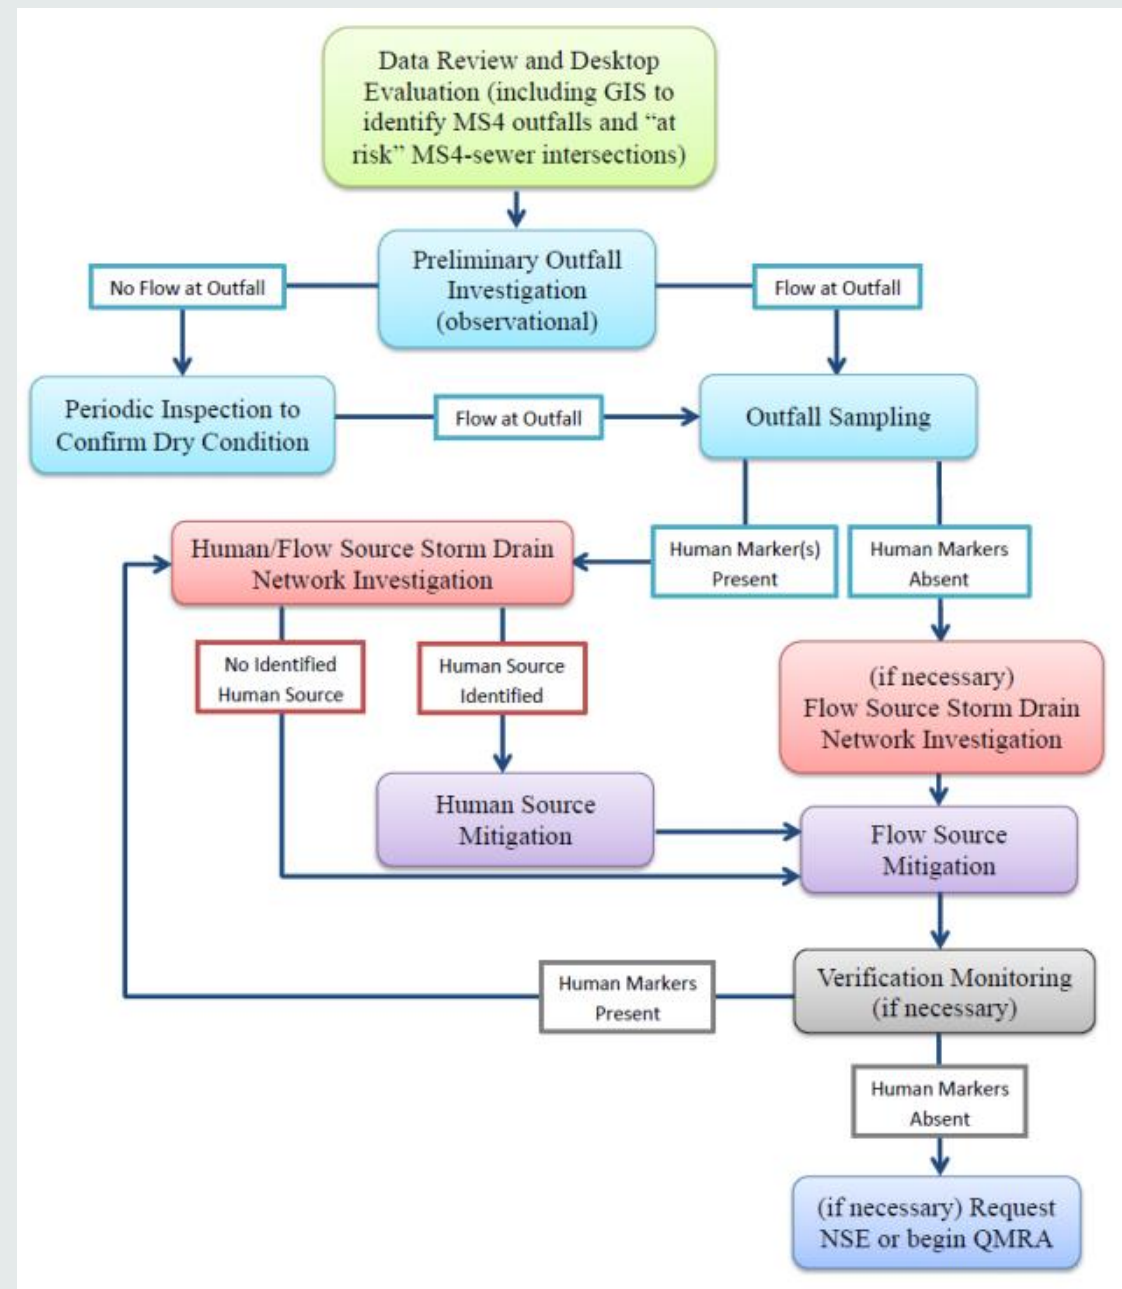 Data Review and Desktop
Evaluation (including GIS to
identify MS4 outfalls and “at
risk” MS4-sewer intersections)
Preliminary Outfall
Investigation
(observational)
No Flow at Outfall
Flow at Outfall
Periodic Inspection to
Confirm Dry Condition
Flow at Outfall
Outfall Sampling
Human/Flow Source Storm Drain
Network Investigation
Human Marker(s)
Present
Human Markers
Absent
No Identified
Human Source
Human Source
Identified
(if necessary)
Flow Source Storm Drain
Network Investigation
Human Source
Mitigation
Flow Source
Mitigation
Human Markers
Present
Verification Monitoring
(if necessary)
Human Markers
Absent
(if necessary) Request
NSE or begin QMRA